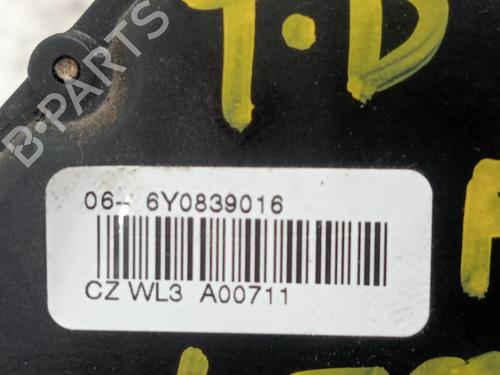 T.D
B-PARTS
06- 6Y0839016
CZ WL3 A00711